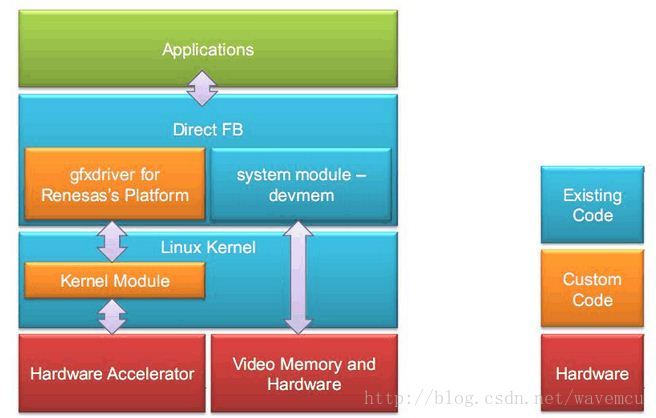 Applications
Direct FB
gfxdriver for
Renesas's Platform
system module –
devmem
Linux Kernel
Kernel Module
Hardware Accelerator
Video Memory and
Hardware
Existing
Code
Custom
Code
Hardware
http://blog.csdn.net/wavemcu